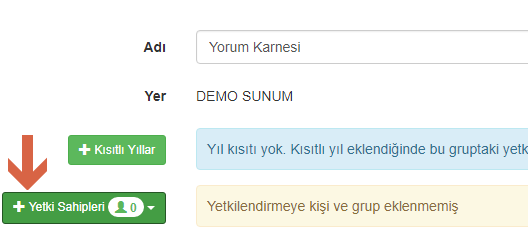 Adı
Yorum Karnesi
Yer
DEMO SUNUM
Kısıtlı Yıllar
Yıl kısıtı yok. Kısıtlı yıl eklendiğinde bu gruptaki yetk
Yetki Sahipleri 0
Yetkilendirmeye kişi ve grup eklenmemiş